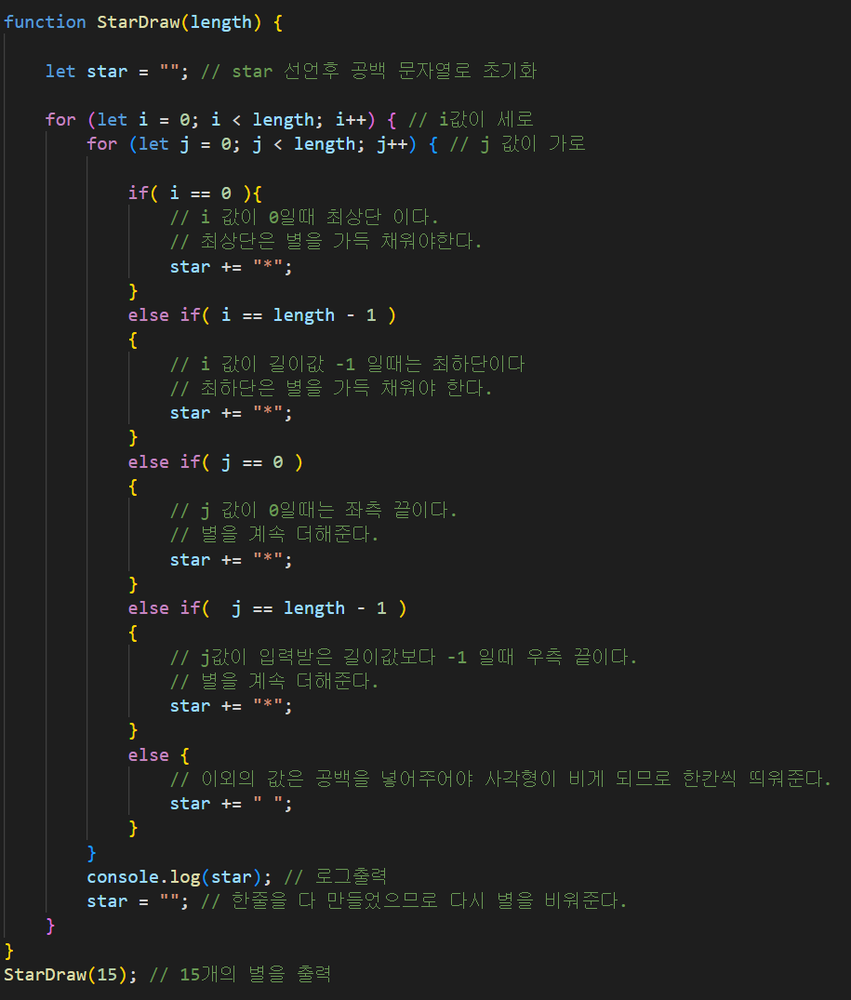 function StarDraw(length) {
let star = ""; // star 선언후 공백 문자열로 초기화
for (let i = 0; i < length; i++) { // i값이 세로
for (let j = 0; j < length; j++) { // j 값이 가로
if( i == 0 ){
// i 값이 0일때 최상단 이다.
// 최상단은 별을 가득 채워야한다.
star += "*";
}
else if( i == length - 1 )
{
// i 값이 길이값 -1 일때는 최하단이다
// 최하단은 별을 가득 채워야 한다.
star += "*";
}
else if( j == 0 )
{
// j 값이 0일때는 좌측 끝이다.
// 별을 계속 더해준다.
star += "*";
}
else if(  j == length - 1 )
{
// j값이 입력받은 길이값보다 -1 일때 우측 끝이다.
// 별을 계속 더해준다.
star += "*";
}
else {
// 이외의 값은 공백을 넣어주어야 사각형이 비게 되므로 한칸씩 띄워준다.
star += " ";
}
}
console.log(star); // 로그출력
star = ""; // 한줄을 다 만들었으므로 다시 별을 비워준다.
}
}
StarDraw(15); // 15개의 별을 출력